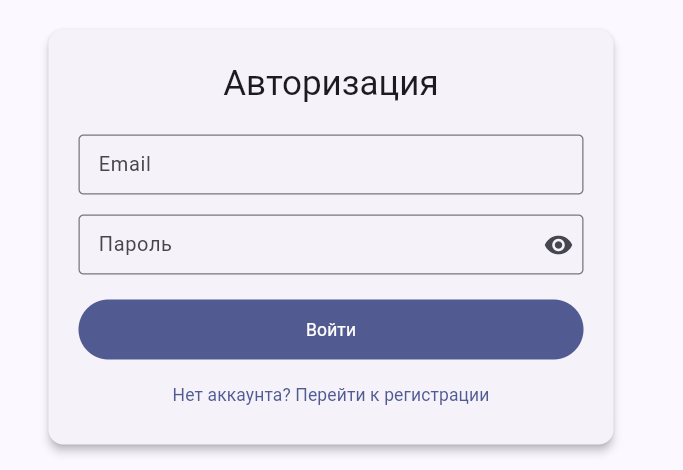 Авторизация
Email
Пароль
Войти
Нет аккаунта? Перейти к регистрации